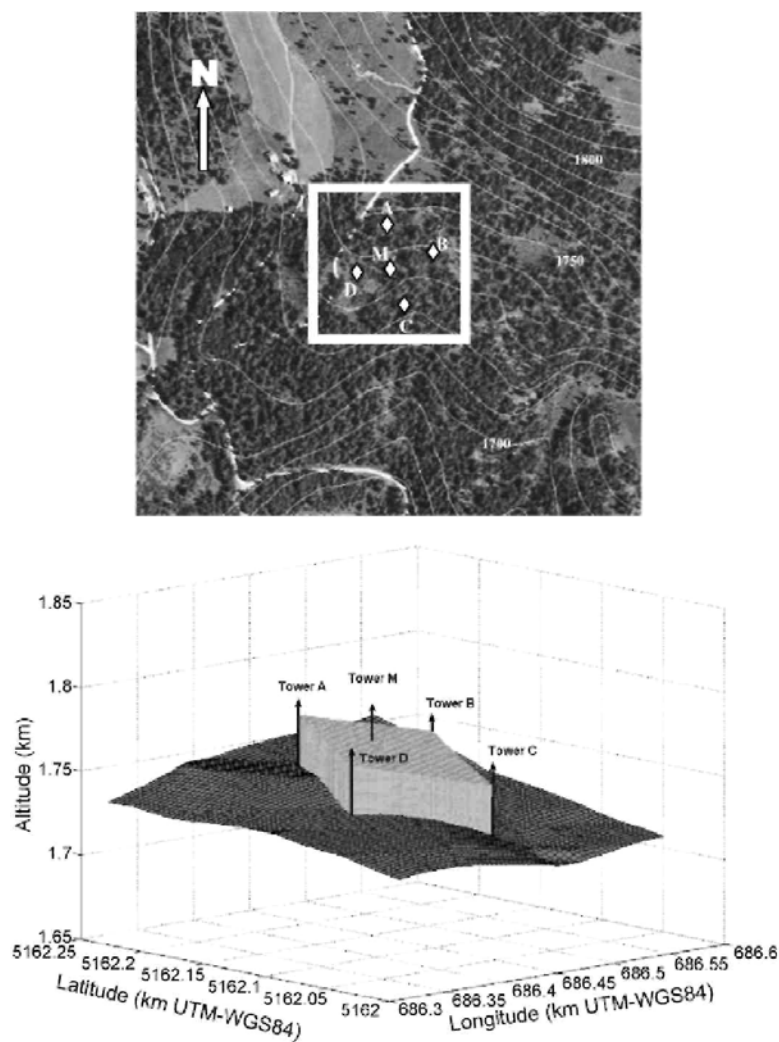 N
1800
A
B
1750
M
D
C
1700
1.85
1.8
1.75
1.7
1.65
Altitude (km)
Tower A
Tower M
Tower B
Tower D
Tower C
5162.25
5162.2
5162.15
5162.1
5162.05
5162
Latitude (km UTM-WGS84)
686.3
686.35
686.4
686.45
686.5
686.55
686.6
Longitude (km UTM-WGS84)